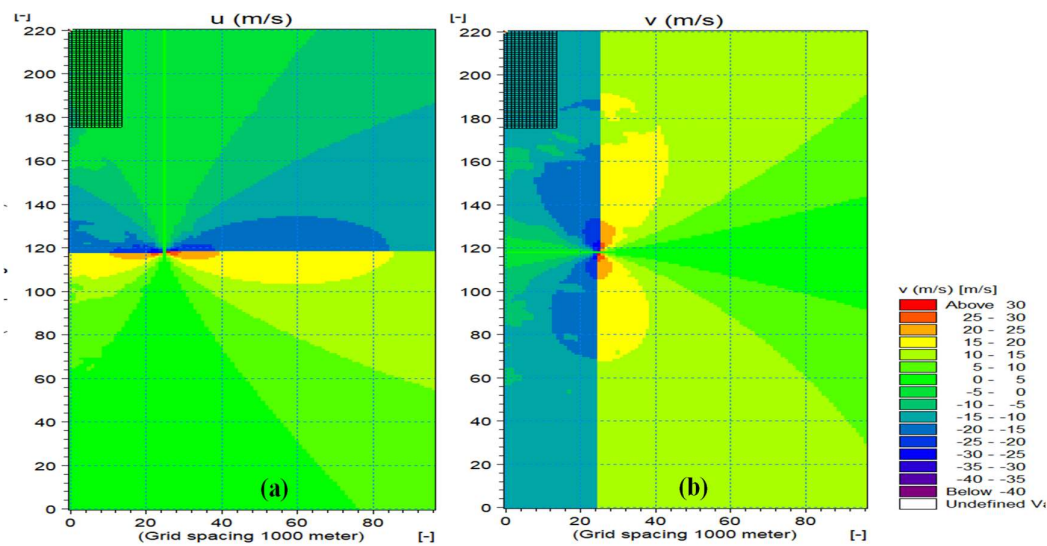 [-] u (m/s) [-] v (m/s)
220 220
200 200
180 180
160 160
140 140
120 120
100 100
80 80
60 60
40 40
20 20
0 0
(a) (b)
0 20 40 60 80 0 20 40 60 80
(Grid spacing 1000 meter) [-] (Grid spacing 1000 meter) [-]
v (m/s) [m/s]
Above 30
25 - 30
20 - 25
15 - 20
10 - 15
5 - 10
0 - 5
-5 - 0
-10 - -5
-15 - -10
-20 - -15
-25 - -20
-30 - -25
-35 - -30
-40 - -35
Below -40
Undefined Va